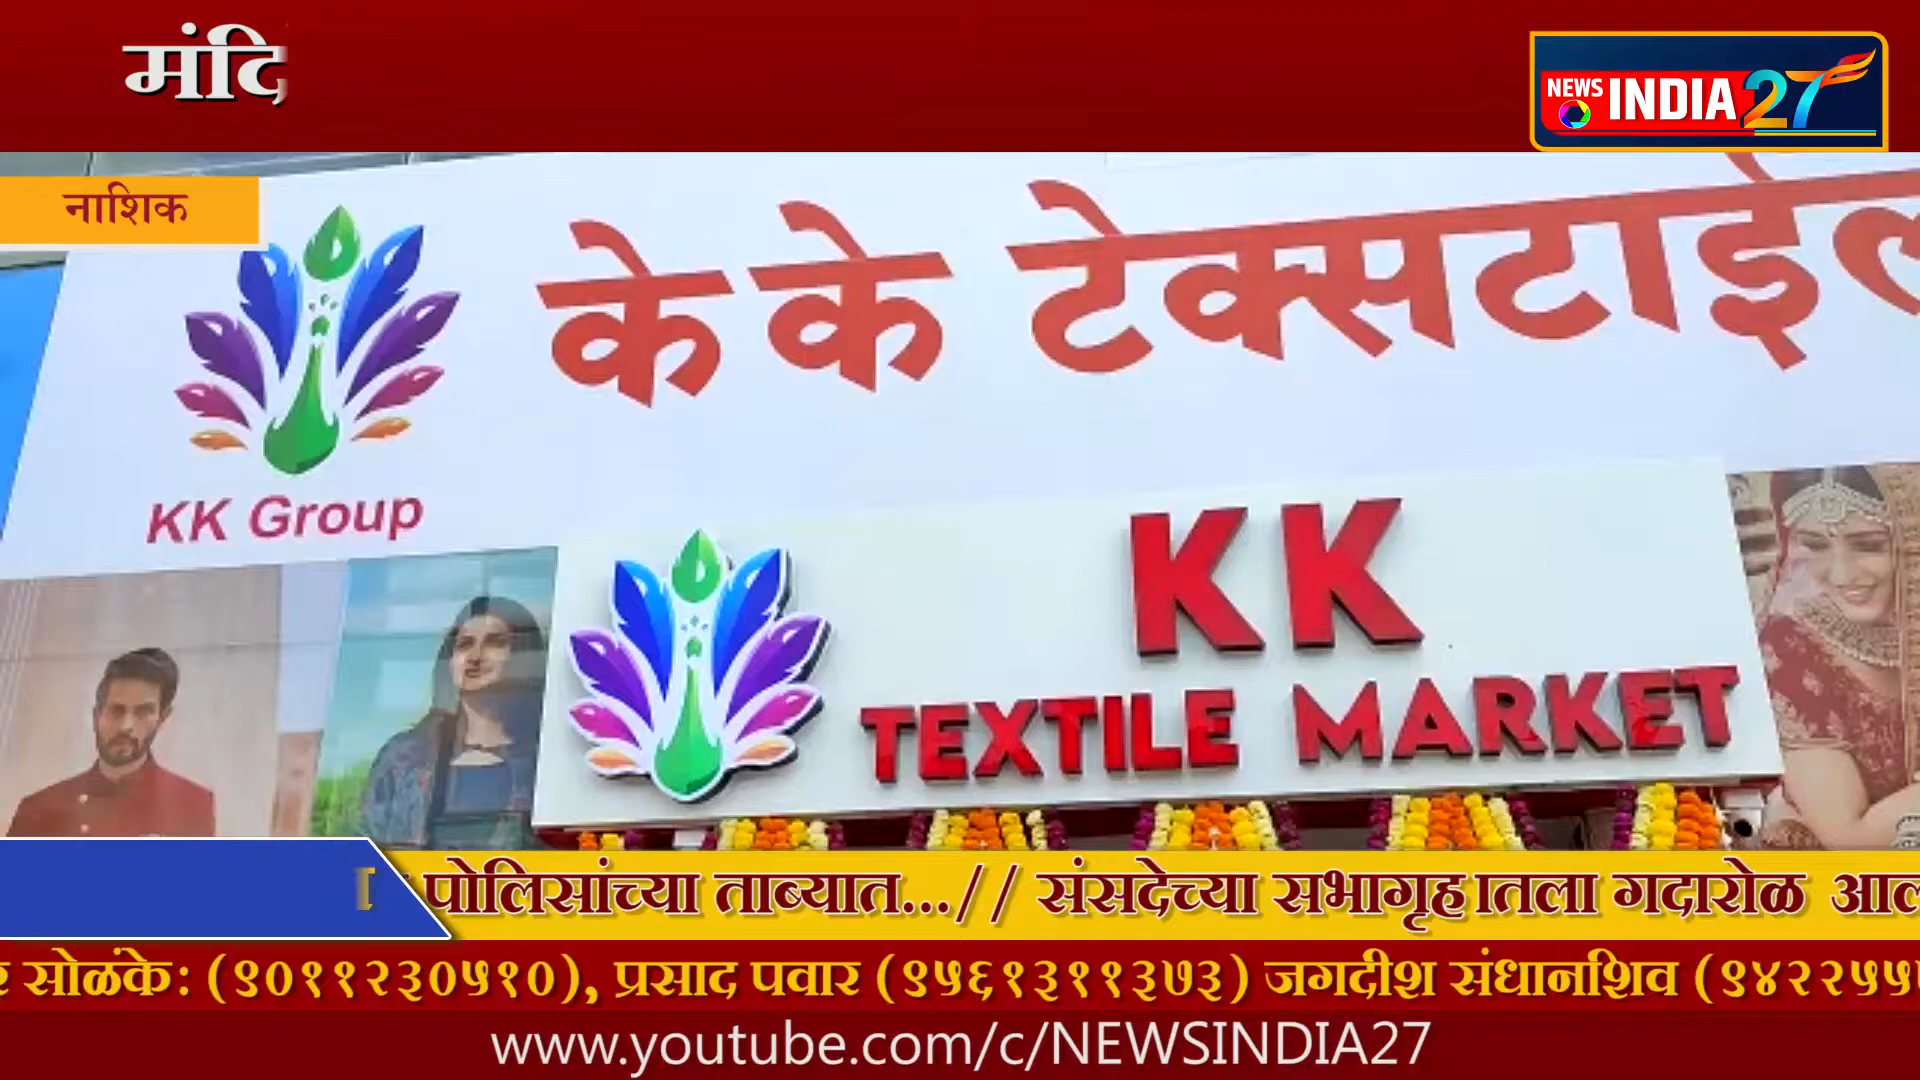 मंदि
NEWS INDIA 27
नाशिक
के के टेक्सटाईल
KK Group
KK
TEXTILE MARKET
पोलिसांच्या ताब्यात...// संसदेच्या सभागृहातला गदारोळ आल
सोळंके: (९०११२३०५१०), प्रसाद पवार (९५६१३११३७३) जगदीश संधानशिव (९४२२५५
www.youtube.com/c/NEWSINDIA27